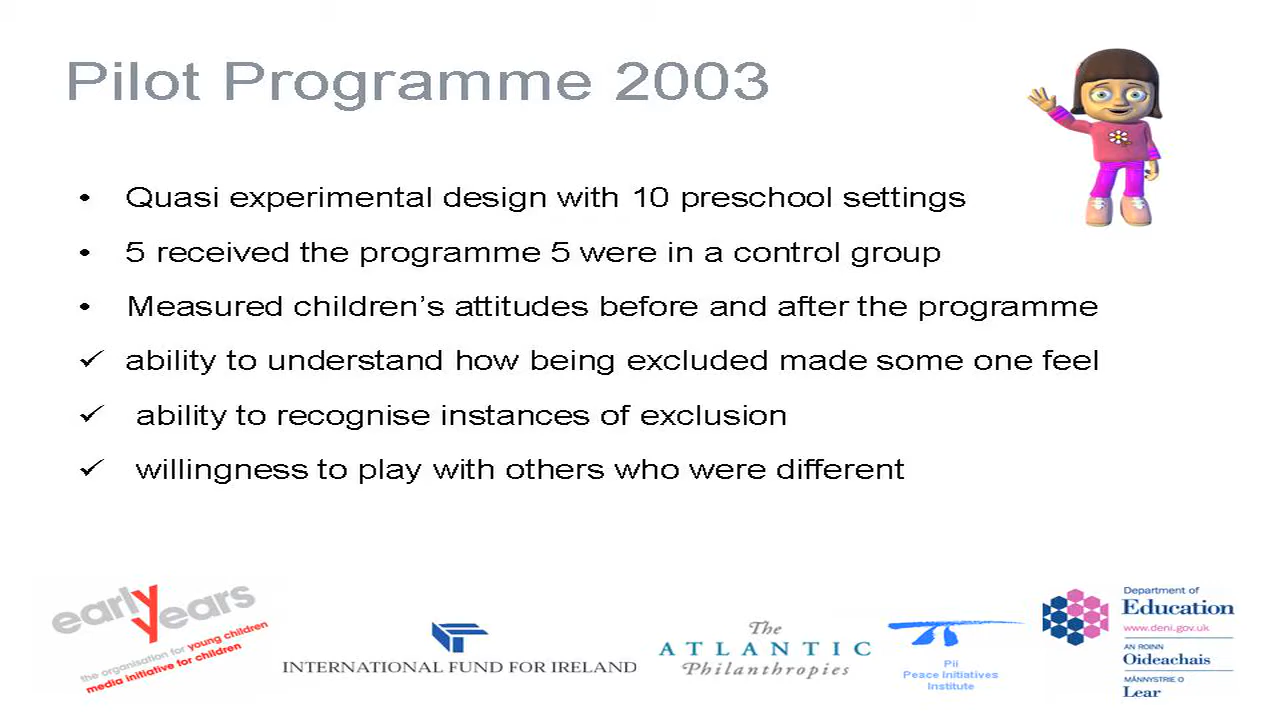 Pilot Programme 2003
• Quasi experimental design with 10 preschool settings
• 5 received the programme 5 were in a control group
• Measured children’s attitudes before and after the programme
✓ ability to understand how being excluded made some one feel
✓ ability to recognise instances of exclusion
✓ willingness to play with others who were different
early years
the organisation for young children
media initiative for children
INTERNATIONAL FUND FOR IRELAND
The
ATLANTIC
Philanthropies
Pii
Peace Initiatives
Institute
Department of
Education
www.deni.gov.uk
AN ROINN
Oideachais
MÄNNYSTRIE O
Lear